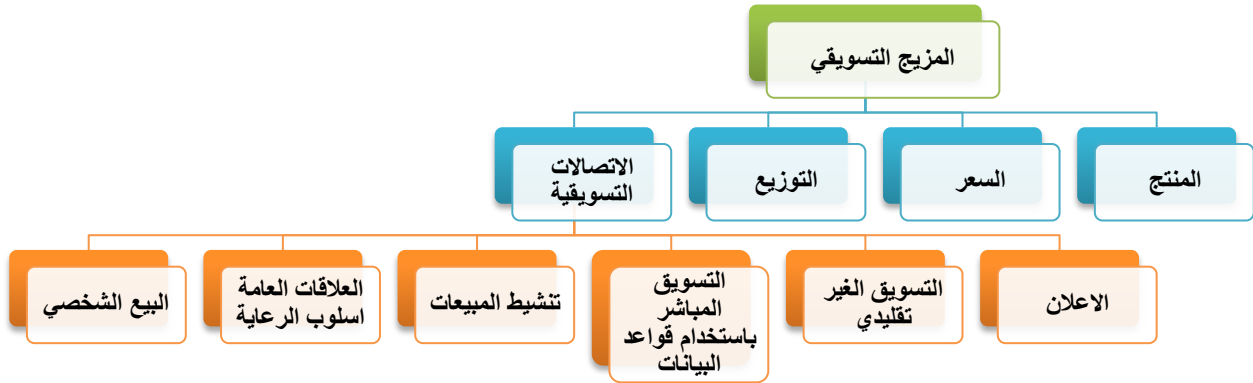 المزيج التسويقي
المنتج
السعر
التوزيع
الاتصالات
التسويقية
الاعلان
التسويق الغير
تقليدي
التسويق
المباشر
باستخدام قواعد
البيانات
تنشيط المبيعات
العلاقات العامة
اسلوب الرعاية
البيع الشخصي